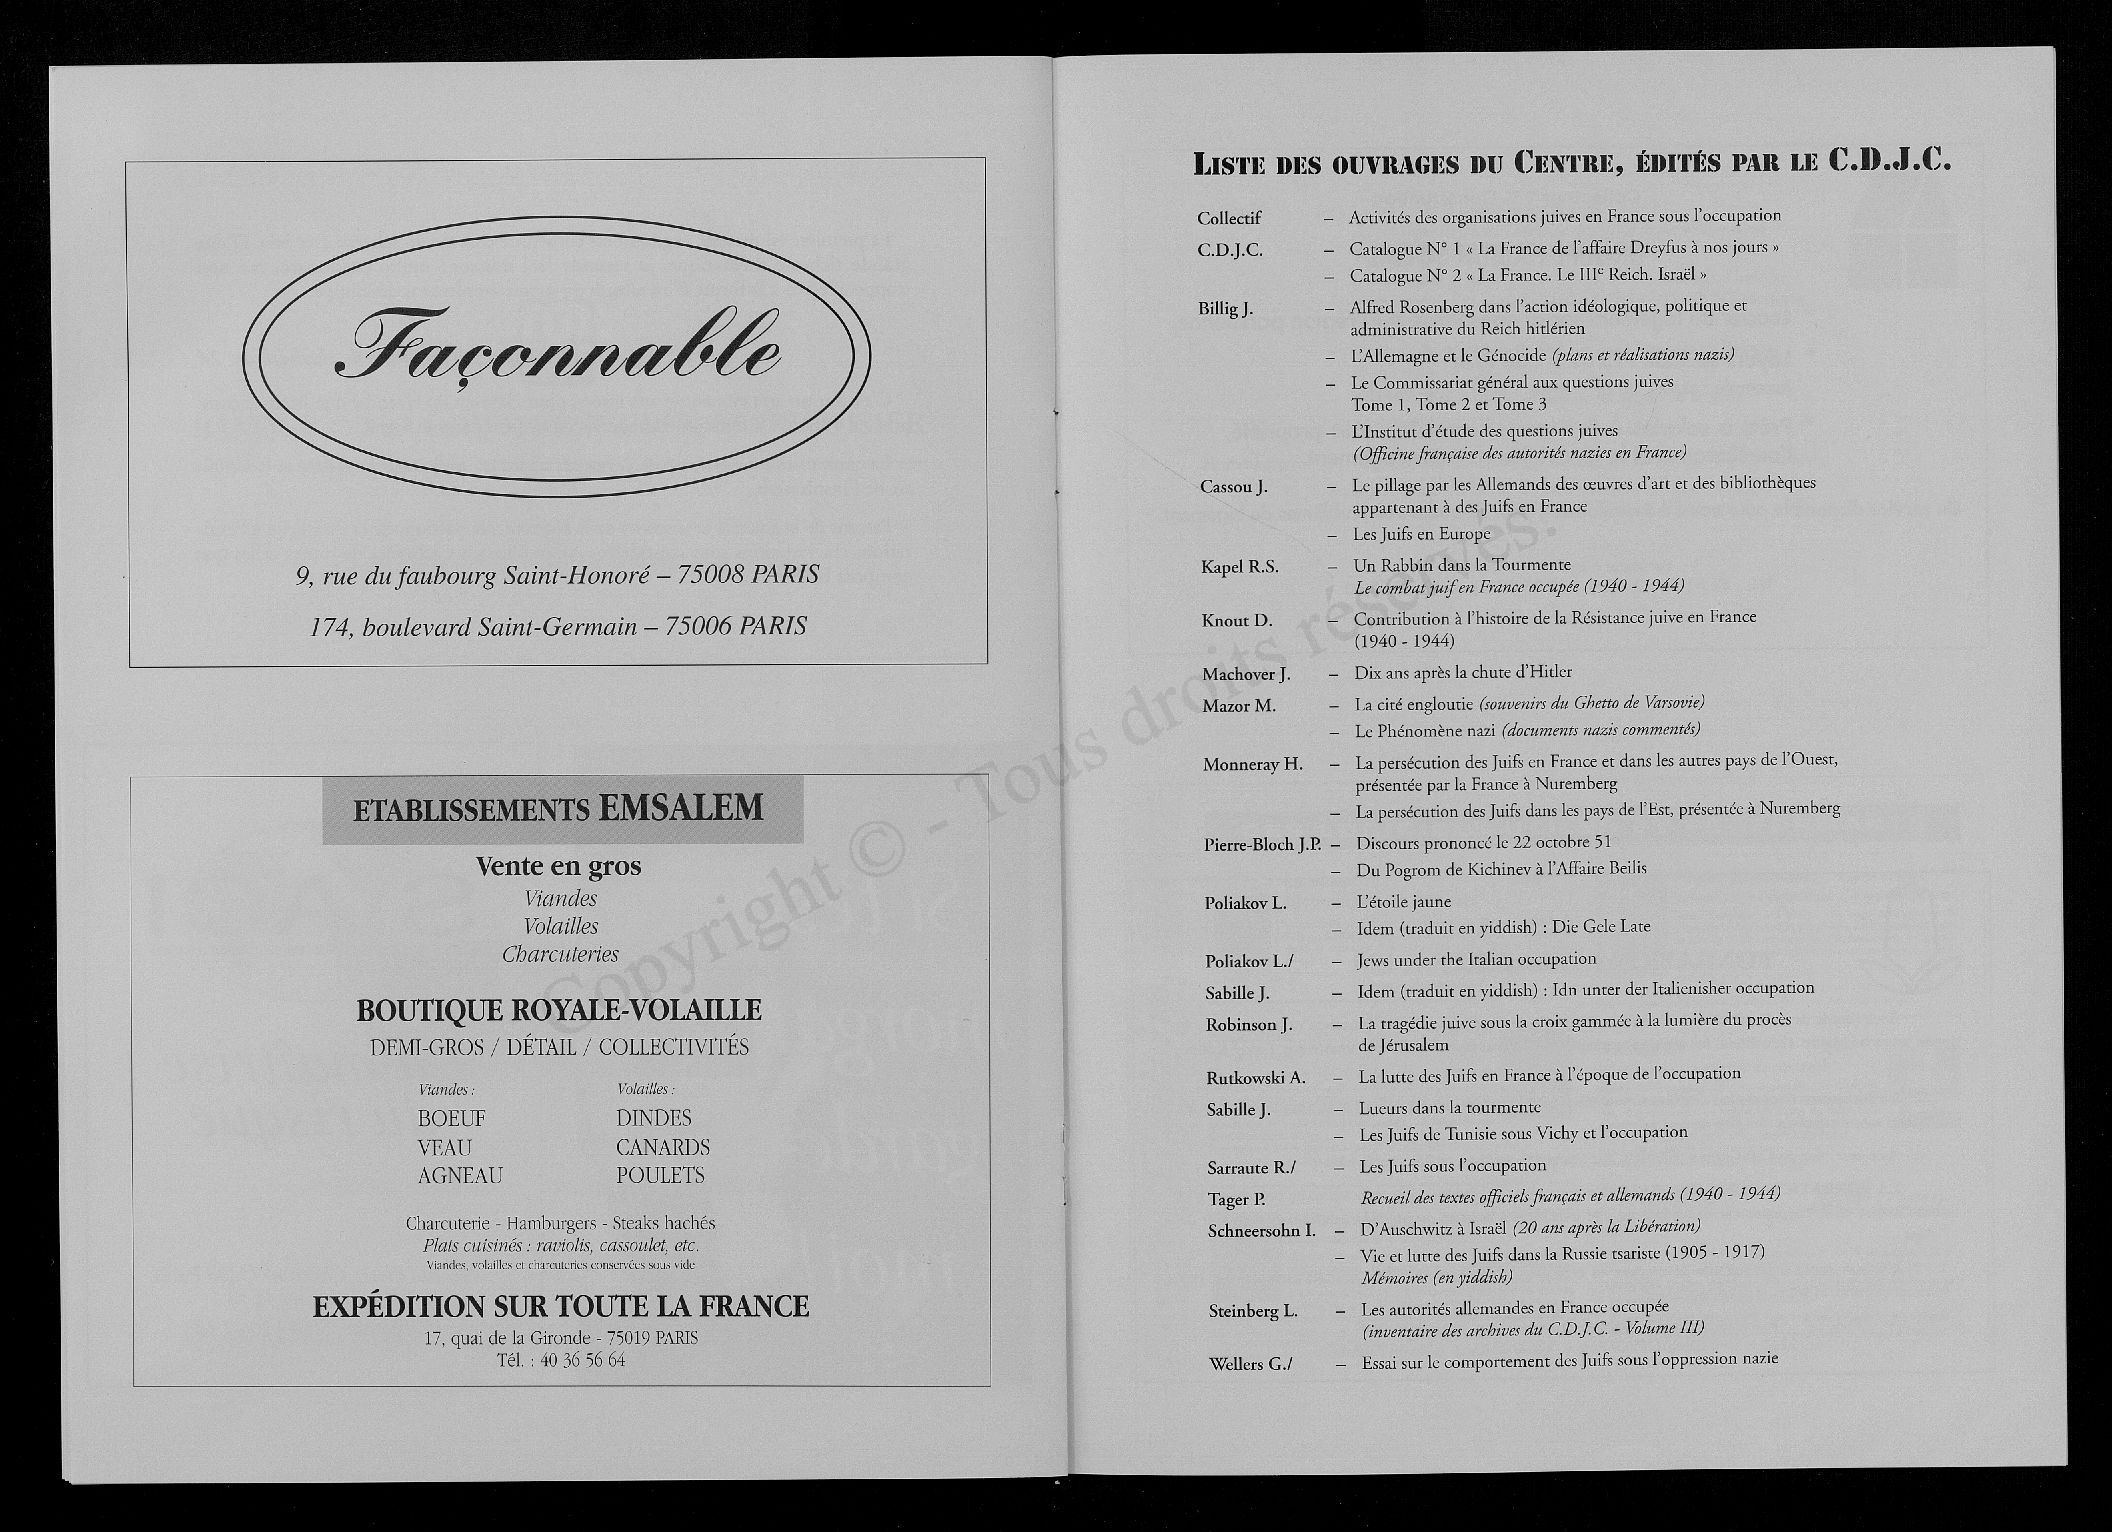 Façonnable
9, rue du faubourg Saint-Honoré – 75008 PARIS
174, boulevard Saint-Germain – 75006 PARIS
ETABLISSEMENTS EMSALEM
Vente en gros
Viandes
Volailles
Charcuteries
BOUTIQUE ROYALE-VOLAILLE
DEMI-GROS / DÉTAIL / COLLECTIVITÉS
Viandes : Volailles :
BOEUF DINDES
VEAU CANARDS
AGNEAU POULETS
Charcuterie - Hamburgers - Steaks hachés
Plats cuisinés : raviolis, cassoulet, etc.
Viandes, volailles et charcuteries conservées sous vide
EXPÉDITION SUR TOUTE LA FRANCE
17, quai de la Gironde - 75019 PARIS
Tél. : 40 36 56 64
LISTE DES OUVRAGES DU CENTRE, ÉDITÉS PAR LE C.D.J.C.
Collectif – Activités des organisations juives en France sous l'occupation
C.D.J.C. – Catalogue N° 1 « La France de l'affaire Dreyfus à nos jours »
– Catalogue N° 2 « La France. Le IIIe Reich. Israël »
Billig J. – Alfred Rosenberg dans l'action idéologique, politique et
administrative du Reich hitlérien
– L'Allemagne et le Génocide (plans et réalisations nazis)
– Le Commissariat général aux questions juives
Tome 1, Tome 2 et Tome 3
– L'Institut d'étude des questions juives
(Officine française des autorités nazies en France)
Cassou J. – Le pillage par les Allemands des œuvres d'art et des bibliothèques
appartenant à des Juifs en France
– Les Juifs en Europe
Kapel R.S. – Un Rabbin dans la Tourmente
Le combat juif en France occupée (1940 - 1944)
Knout D. – Contribution à l'histoire de la Résistance juive en France
(1940 - 1944)
Machover J. – Dix ans après la chute d'Hitler
Mazor M. – La cité engloutie (souvenirs du Ghetto de Varsovie)
– Le Phénomène nazi (documents nazis commentés)
Monneray H. – La persécution des Juifs en France et dans les autres pays de l'Ouest,
présentée par la France à Nuremberg
– La persécution des Juifs dans les pays de l'Est, présentée à Nuremberg
Pierre-Bloch J.P. – Discours prononcé le 22 octobre 51
– Du Pogrom de Kichinev à l'Affaire Beilis
Poliakov L. – L'étoile jaune
– Idem (traduit en yiddish) : Die Gele Late
Poliakov L./ – Jews under the Italian occupation
Sabille J. – Idem (traduit en yiddish) : Idn unter der Italienisher occupation
Robinson J. – La tragédie juive sous la croix gammée à la lumière du procès
de Jérusalem
Rutkowski A. – La lutte des Juifs en France à l'époque de l'occupation
Sabille J. – Lueurs dans la tourmente
– Les Juifs de Tunisie sous Vichy et l'occupation
Sarraute R./ – Les Juifs sous l'occupation
Tager P. Recueil des textes officiels français et allemands (1940 - 1944)
Schneersohn I. – D'Auschwitz à Israël (20 ans après la Libération)
– Vie et lutte des Juifs dans la Russie tsariste (1905 - 1917)
Mémoires (en yiddish)
Steinberg L. – Les autorités allemandes en France occupée
(inventaire des archives du C.D.J.C. - Volume III)
Wellers G./ – Essai sur le comportement des Juifs sous l'oppression nazie
Copyright © - Tous droits réservés.